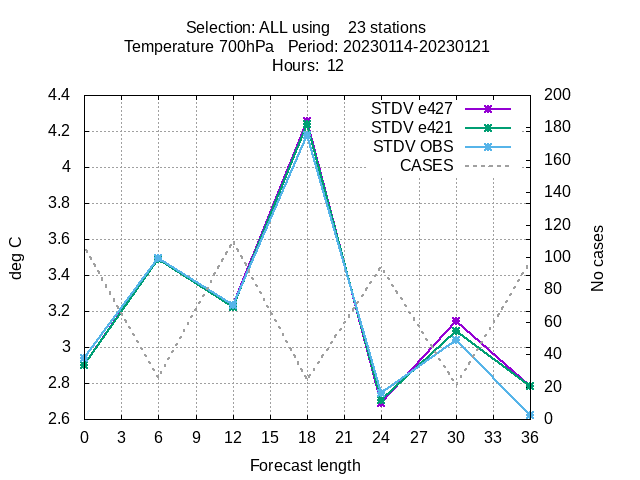 Selection: ALL using    23 stations
Temperature 700hPa   Period: 20230114-20230121
Hours:  12
STDV e427
STDV e421
STDV OBS
CASES
4.4
4.2
4
3.8
3.6
3.4
3.2
3
2.8
2.6
deg C
200
180
160
140
120
100
80
60
40
20
0
No cases
0 3 6 9 12 15 18 21 24 27 30 33 36
Forecast length